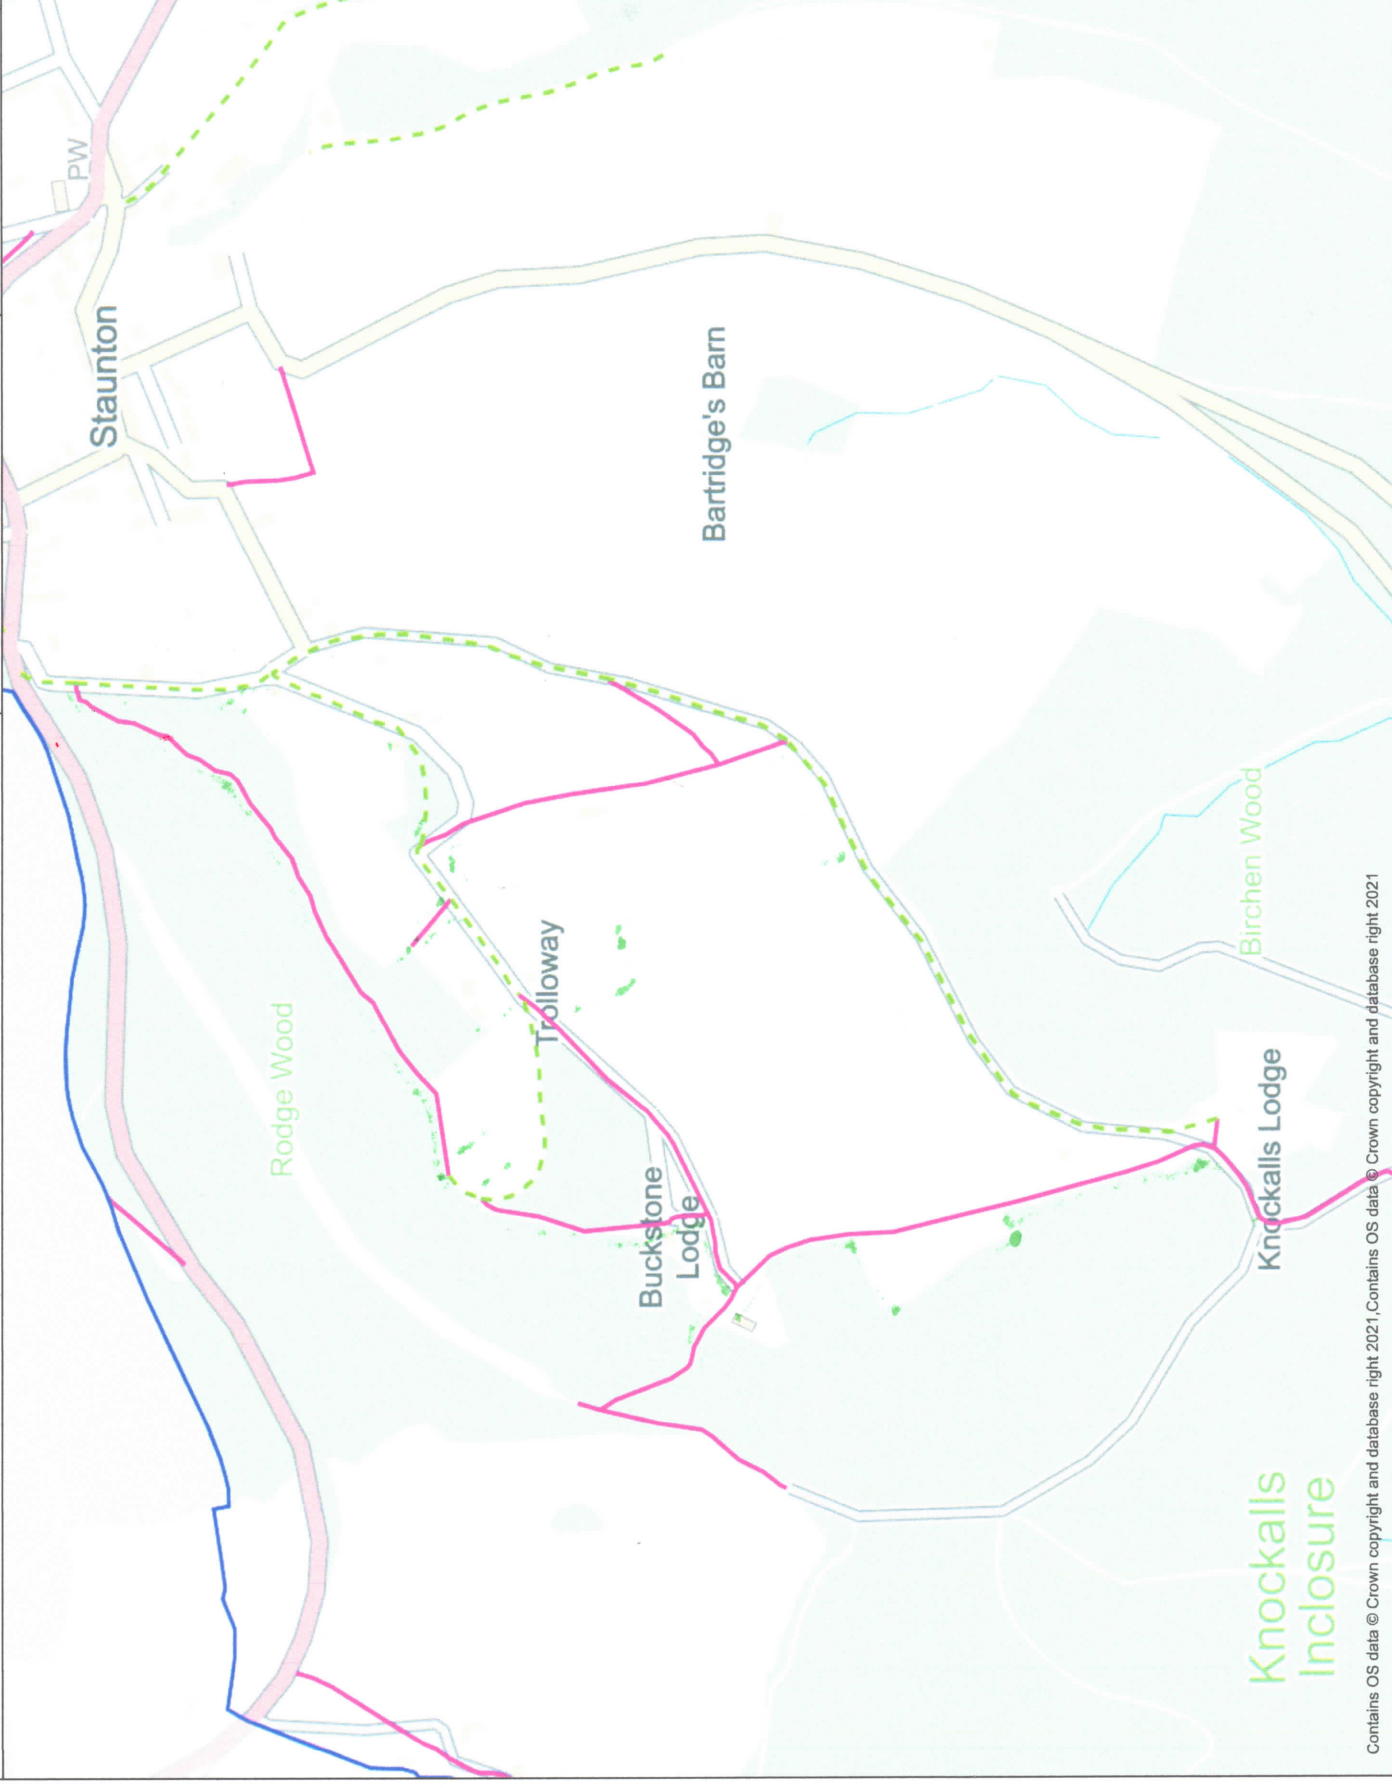 PW
Staunton
Bartridge's Barn
Rodge Wood
Trolloway
Buckstone
Lodge
Birchen Wood
Knockalls Lodge
Knockalls
Inclosure
Contains OS data © Crown copyright and database right 2021,Contains OS data © Crown copyright and database right 2021